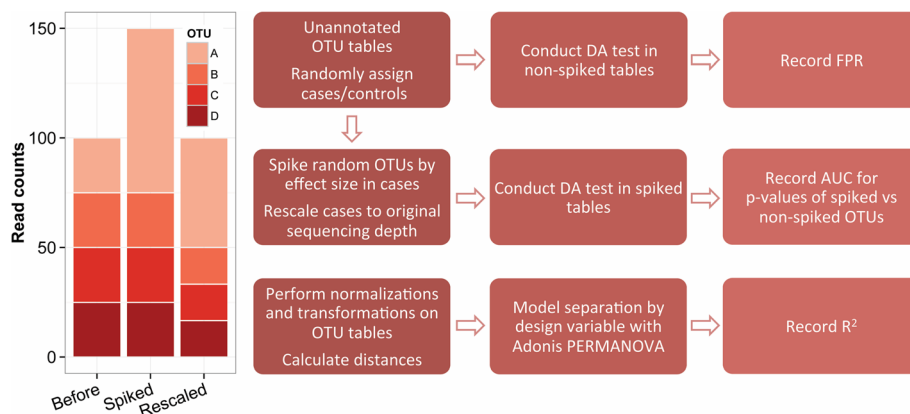 Read counts
150
100
50
0
Before
Spiked
Rescaled
OTU
A
B
C
D
Unannotated
OTU tables
Randomly assign
cases/controls
Conduct DA test in
non-spiked tables
Record FPR
Spike random OTUs by
effect size in cases
Rescale cases to original
sequencing depth
Conduct DA test in spiked
tables
Record AUC for
p-values of spiked vs
non-spiked OTUs
Perform normalizations
and transformations on
OTU tables
Calculate distances
Model separation by
design variable with
Adonis PERMANOVA
Record R²